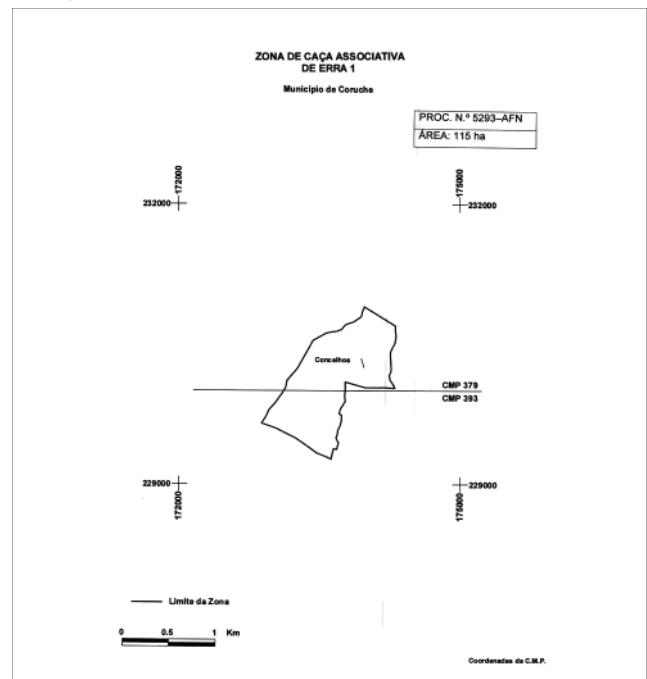 ZONA DE CAÇA ASSOCIATIVA
DE ERRA 1
Município de Coruche
PROC. N.º 5293–AFN
ÁREA: 115 ha
172000
175000
232000
232000
Concelhos
CMP 379
CMP 393
229000
229000
172000
175000
Limite da Zona
0 0.5 1 Km
Coordenadas da C.M.P.